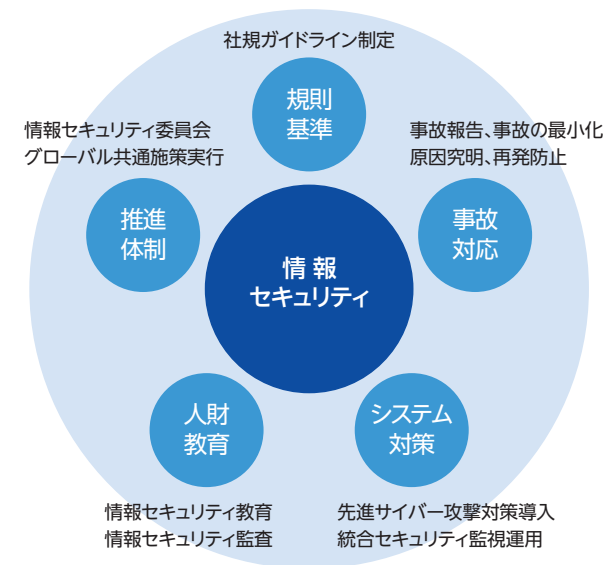 社規ガイドライン制定
規則
基準
情報セキュリティ委員会
グローバル共通施策実行
推進
体制
事故報告、事故の最小化
原因究明、再発防止
事故
対応
情報
セキュリティ
人財
教育
情報セキュリティ教育
情報セキュリティ監査
システム
対策
先進サイバー攻撃対策導入
統合セキュリティ監視運用